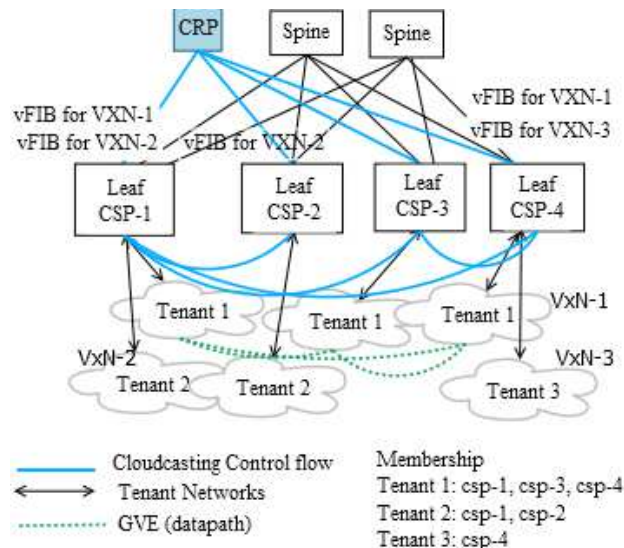 CRP
Spine
Spine
vFIB for VXN-1
vFIB for VXN-2
vFIB for VXN-2
vFIB for VXN-1
vFIB for VXN-3
Leaf
CSP-1
Leaf
CSP-2
Leaf
CSP-3
Leaf
CSP-4
Tenant 1
Tenant 1
Tenant 1
VxN-1
VxN-2
Tenant 2
Tenant 2
VxN-3
Tenant 3
Cloudcasting Control flow
Tenant Networks
GVE (datapath)
Membership
Tenant 1: csp-1, csp-3, csp-4
Tenant 2: csp-1, csp-2
Tenant 3: csp-4